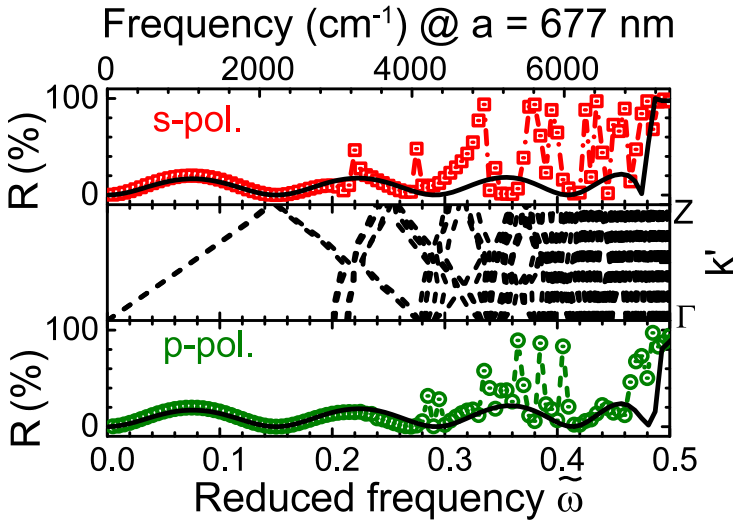 Frequency (cm⁻¹) @ a = 677 nm
0 2000 4000 6000
100
R (%)
0
s-pol.
Z
k'
Γ
100
R (%)
0
p-pol.
0.0 0.1 0.2 0.3 0.4 0.5
Reduced frequency ω̃